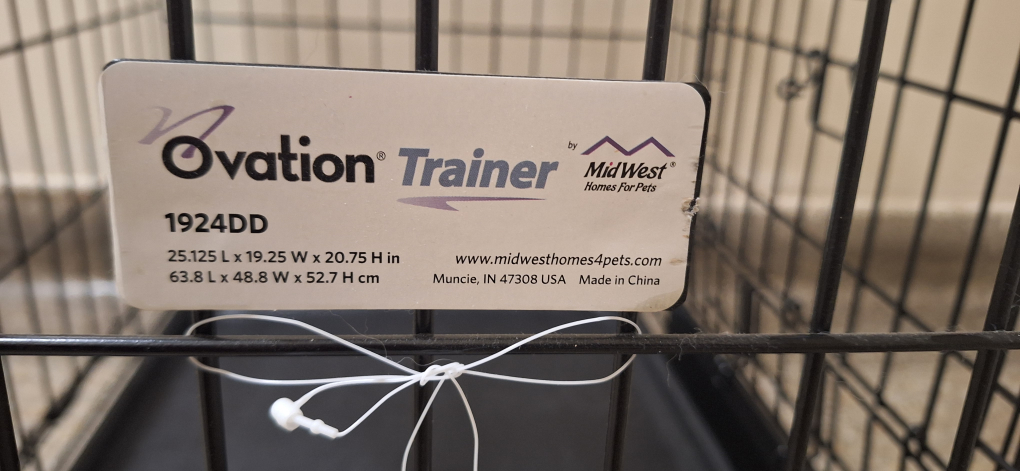 Ovation® Trainer by MidWest®
Homes For Pets
1924DD
25.125 L x 19.25 W x 20.75 H in
63.8 L x 48.8 W x 52.7 H cm
www.midwesthomes4pets.com
Muncie, IN 47308 USA Made in China